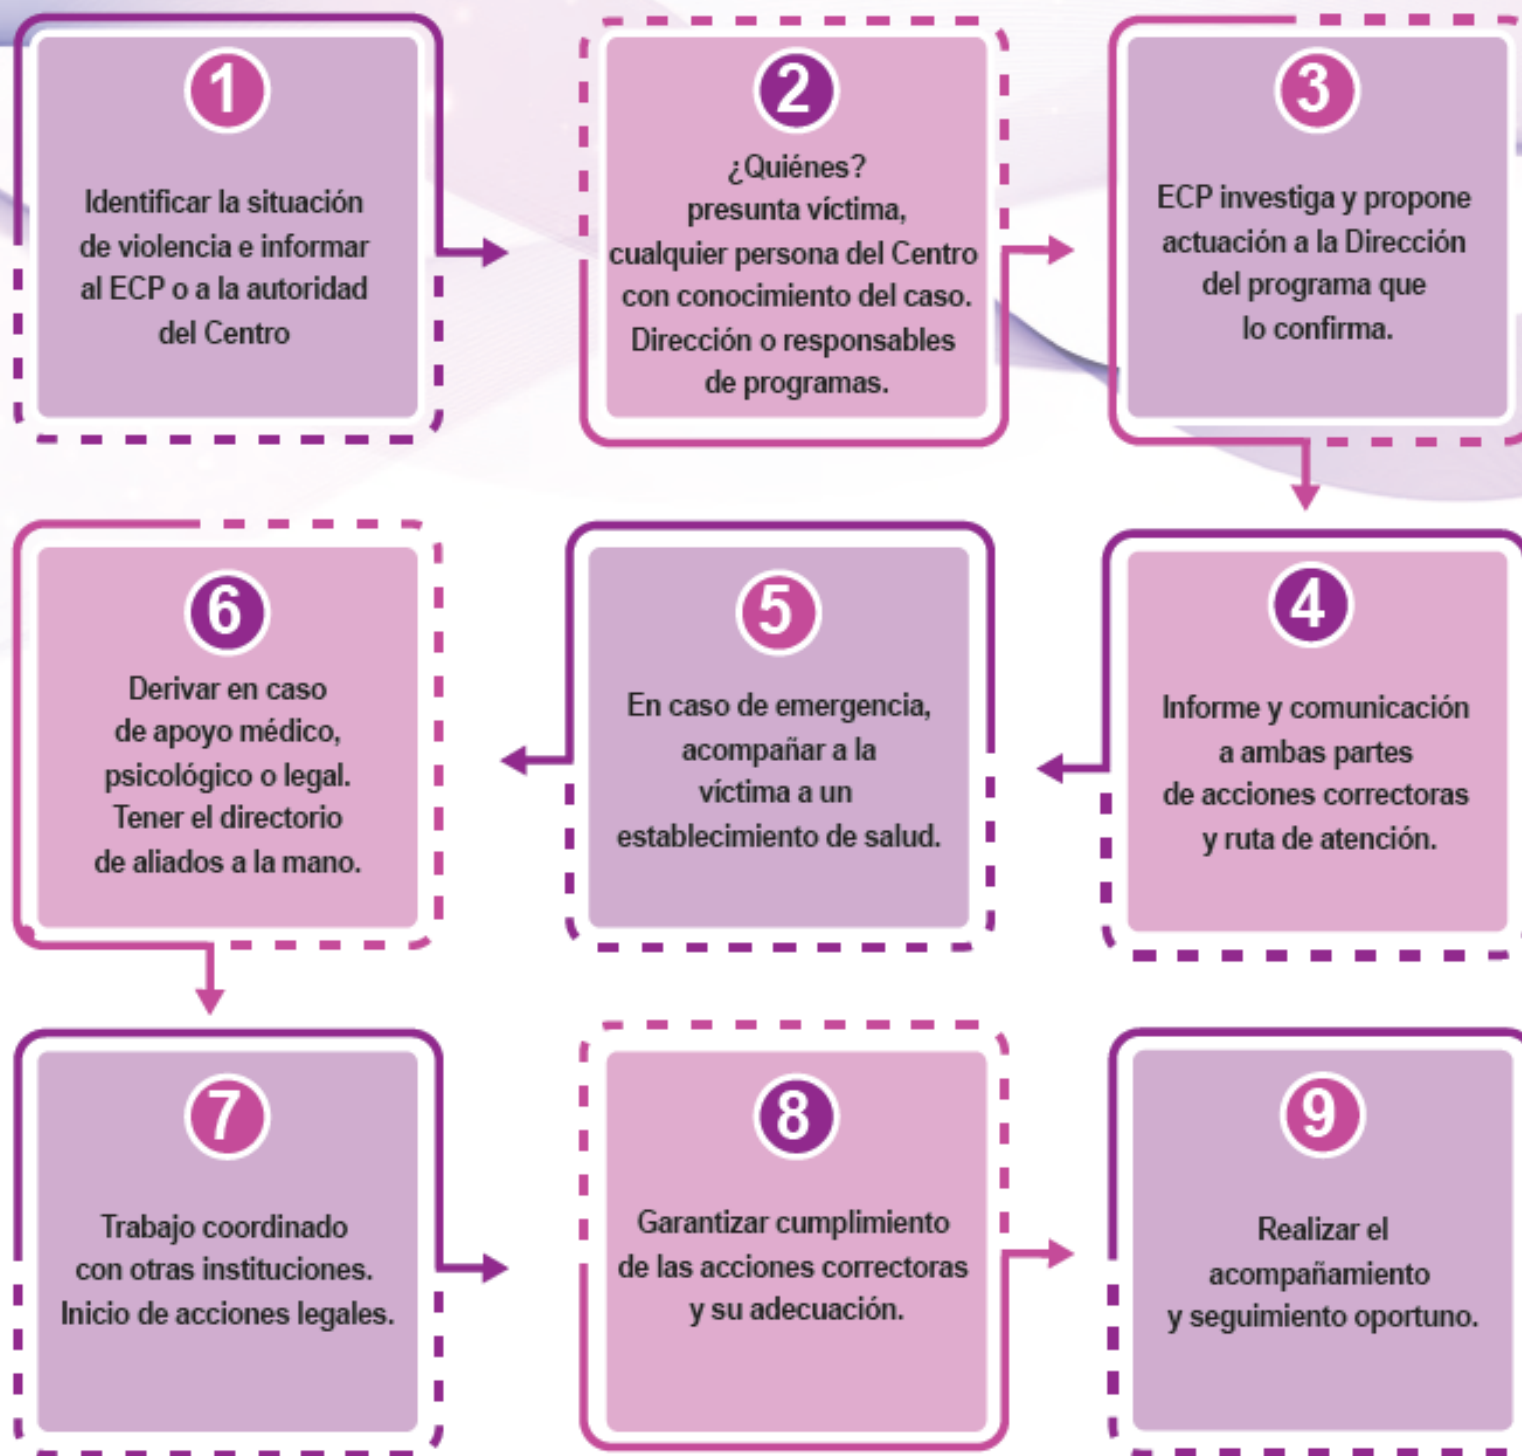 1
Identificar la situación
de violencia e informar
al ECP o a la autoridad
del Centro
2
¿Quiénes?
presunta víctima,
cualquier persona del Centro
con conocimiento del caso.
Dirección o responsables
de programas.
3
ECP investiga y propone
actuación a la Dirección
del programa que
lo confirma.
4
Informe y comunicación
a ambas partes
de acciones correctoras
y ruta de atención.
5
En caso de emergencia,
acompañar a la
víctima a un
establecimiento de salud.
6
Derivar en caso
de apoyo médico,
psicológico o legal.
Tener el directorio
de aliados a la mano.
7
Trabajo coordinado
con otras instituciones.
Inicio de acciones legales.
8
Garantizar cumplimiento
de las acciones correctoras
y su adecuación.
9
Realizar el
acompañamiento
y seguimiento oportuno.